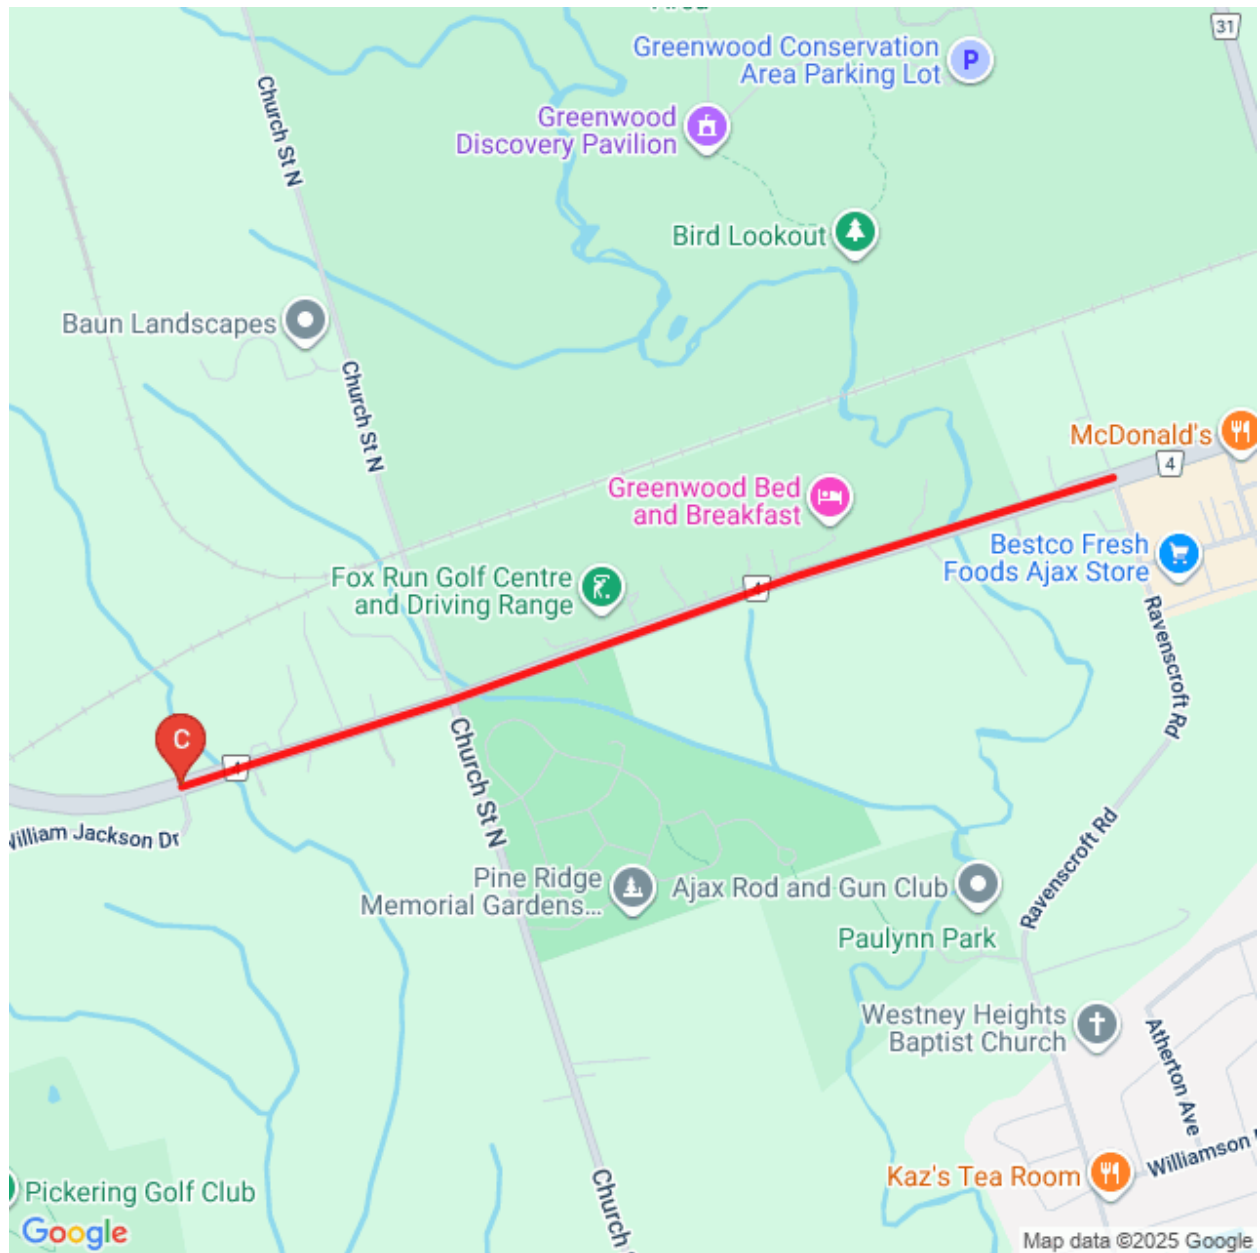 31
Greenwood Conservation
Area Parking Lot
P
Church St N
Greenwood
Discovery Pavilion
Bird Lookout
Baun Landscapes
Church St N
McDonald's
4
Greenwood Bed
and Breakfast
Bestco Fresh
Foods Ajax Store
Fox Run Golf Centre
and Driving Range
Ravenscroft Rd
C
Church St N
William Jackson Dr
Ravenscroft Rd
Pine Ridge
Memorial Gardens...
Ajax Rod and Gun Club
Paulynn Park
Westney Heights
Baptist Church
Atherton Ave
Williamson
Kaz's Tea Room
Church
Pickering Golf Club
Google
Map data ©2025 Google